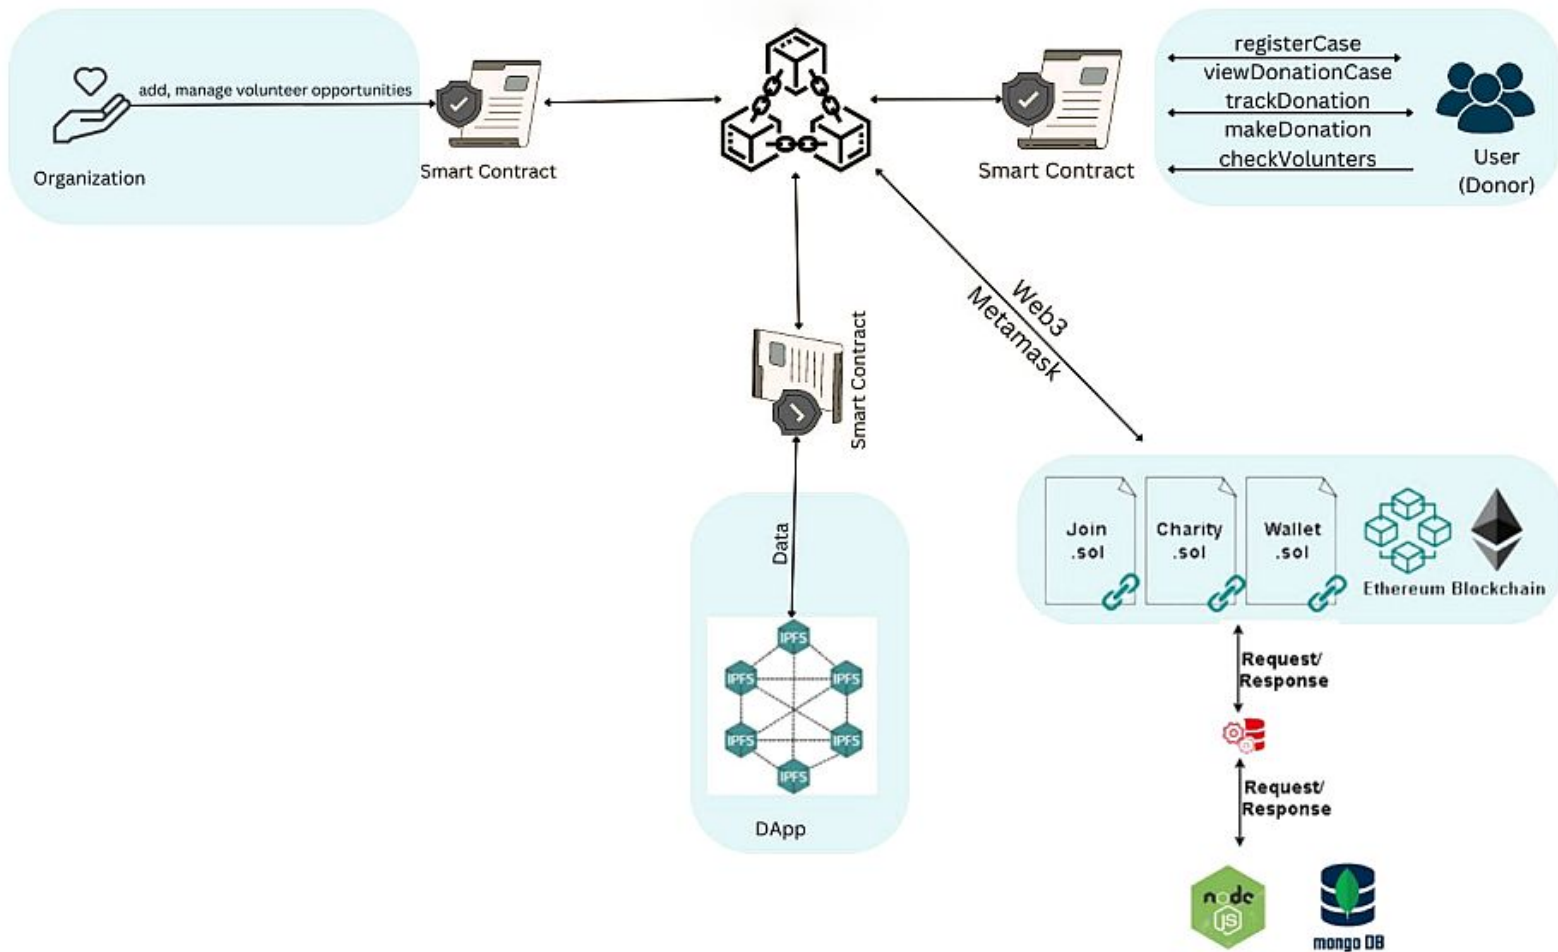 add, manage volunteer opportunities
Organization
Smart Contract
Smart Contract
registerCase
viewDonationCase
trackDonation
makeDonation
checkVolunters
User
(Donor)
Web3
Metamask
Smart Contract
Data
IPFS
IPFS
IPFS
IPFS
IPFS
IPFS
DApp
Join
.sol
Charity
.sol
Wallet
.sol
Ethereum Blockchain
Request/
Response
Request/
Response
node
JS
mongo DB